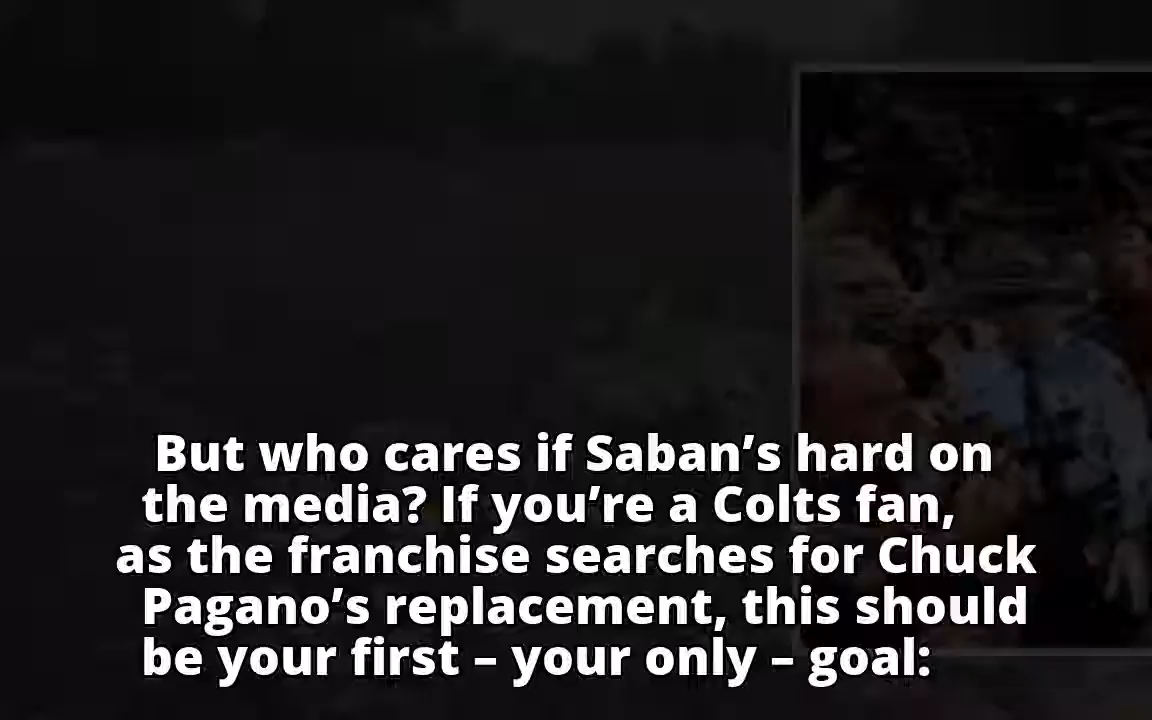 But who cares if Saban’s hard on
the media? If you’re a Colts fan,
as the franchise searches for Chuck
Pagano’s replacement, this should
be your first – your only – goal: